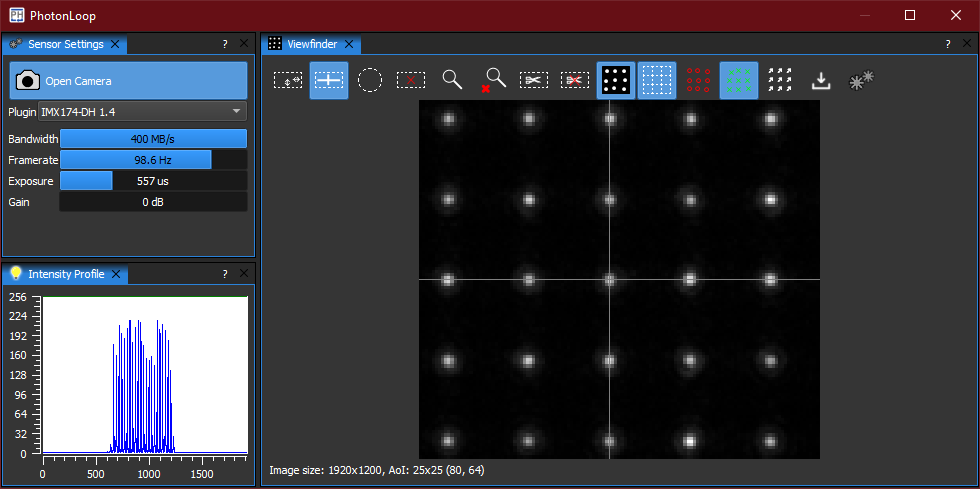 PH PhotonLoop
Sensor Settings ?
Open Camera
Plugin IMX174-DH 1.4
Bandwidth 400 MB/s
Framerate 98.6 Hz
Exposure 557 us
Gain 0 dB
Intensity Profile ?
256
224
192
160
128
96
64
32
0
0 500 1000 1500
Viewfinder ?
Image size: 1920x1200, AoI: 25x25 (80, 64)